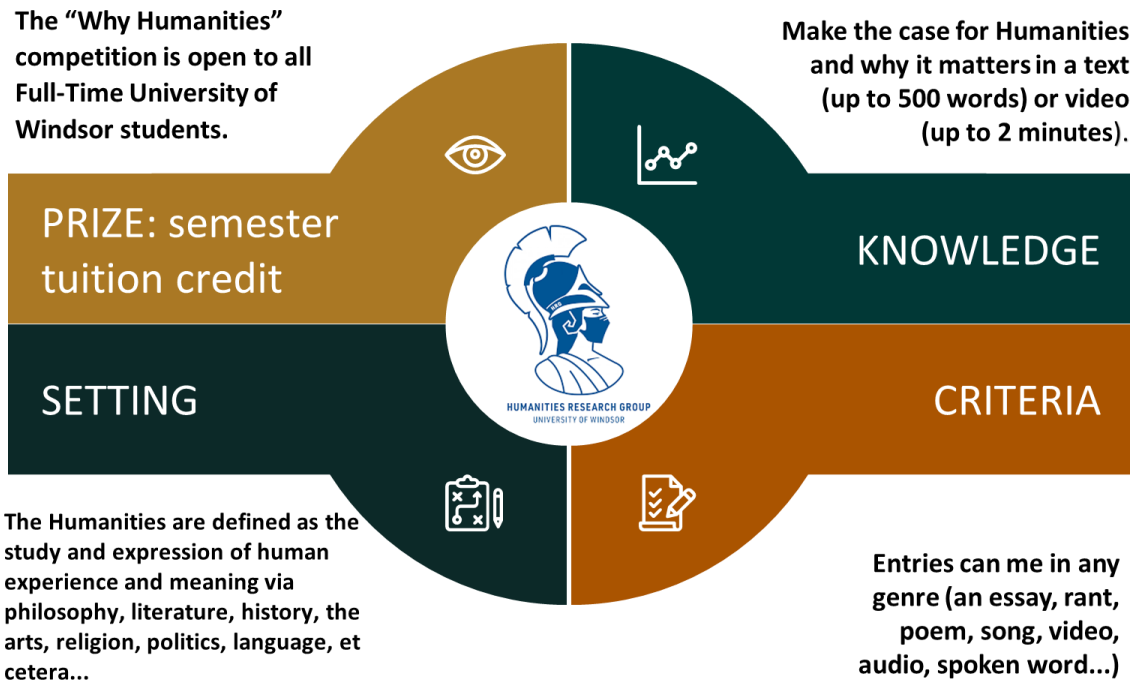 The “Why Humanities”
competition is open to all
Full-Time University of
Windsor students.
Make the case for Humanities
and why it matters in a text
(up to 500 words) or video
(up to 2 minutes).
PRIZE: semester
tuition credit
KNOWLEDGE
HRG
HUMANITIES RESEARCH GROUP
UNIVERSITY OF WINDSOR
SETTING
CRITERIA
The Humanities are defined as the
study and expression of human
experience and meaning via
philosophy, literature, history, the
arts, religion, politics, language, et
cetera...
Entries can me in any
genre (an essay, rant,
poem, song, video,
audio, spoken word...)